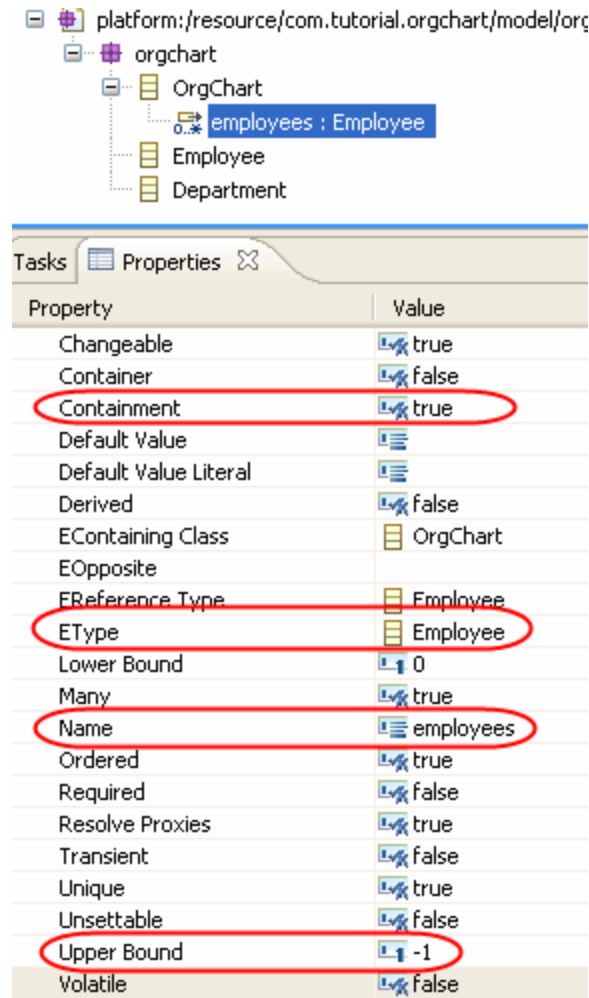 platform:/resource/com.tutorial.orgchart/model/org
orgchart
OrgChart
0..* employees : Employee
Employee
Department
Tasks Properties
Property Value
Changeable true
Container false
Containment true
Default Value
Default Value Literal
Derived false
EContaining Class OrgChart
EOpposite
EReference Type Employee
EType Employee
Lower Bound 0
Many true
Name employees
Ordered true
Required false
Resolve Proxies true
Transient false
Unique true
Unsettable false
Upper Bound -1
Volatile false